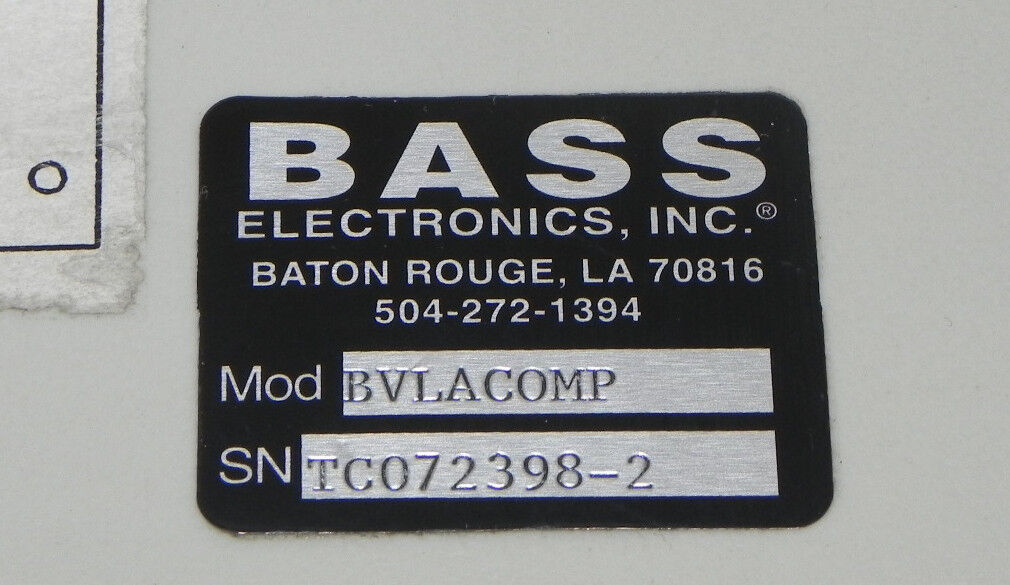 BASS
ELECTRONICS, INC.®
BATON ROUGE, LA 70816
504-272-1394
Mod BVLACOMP
SN TC072398-2